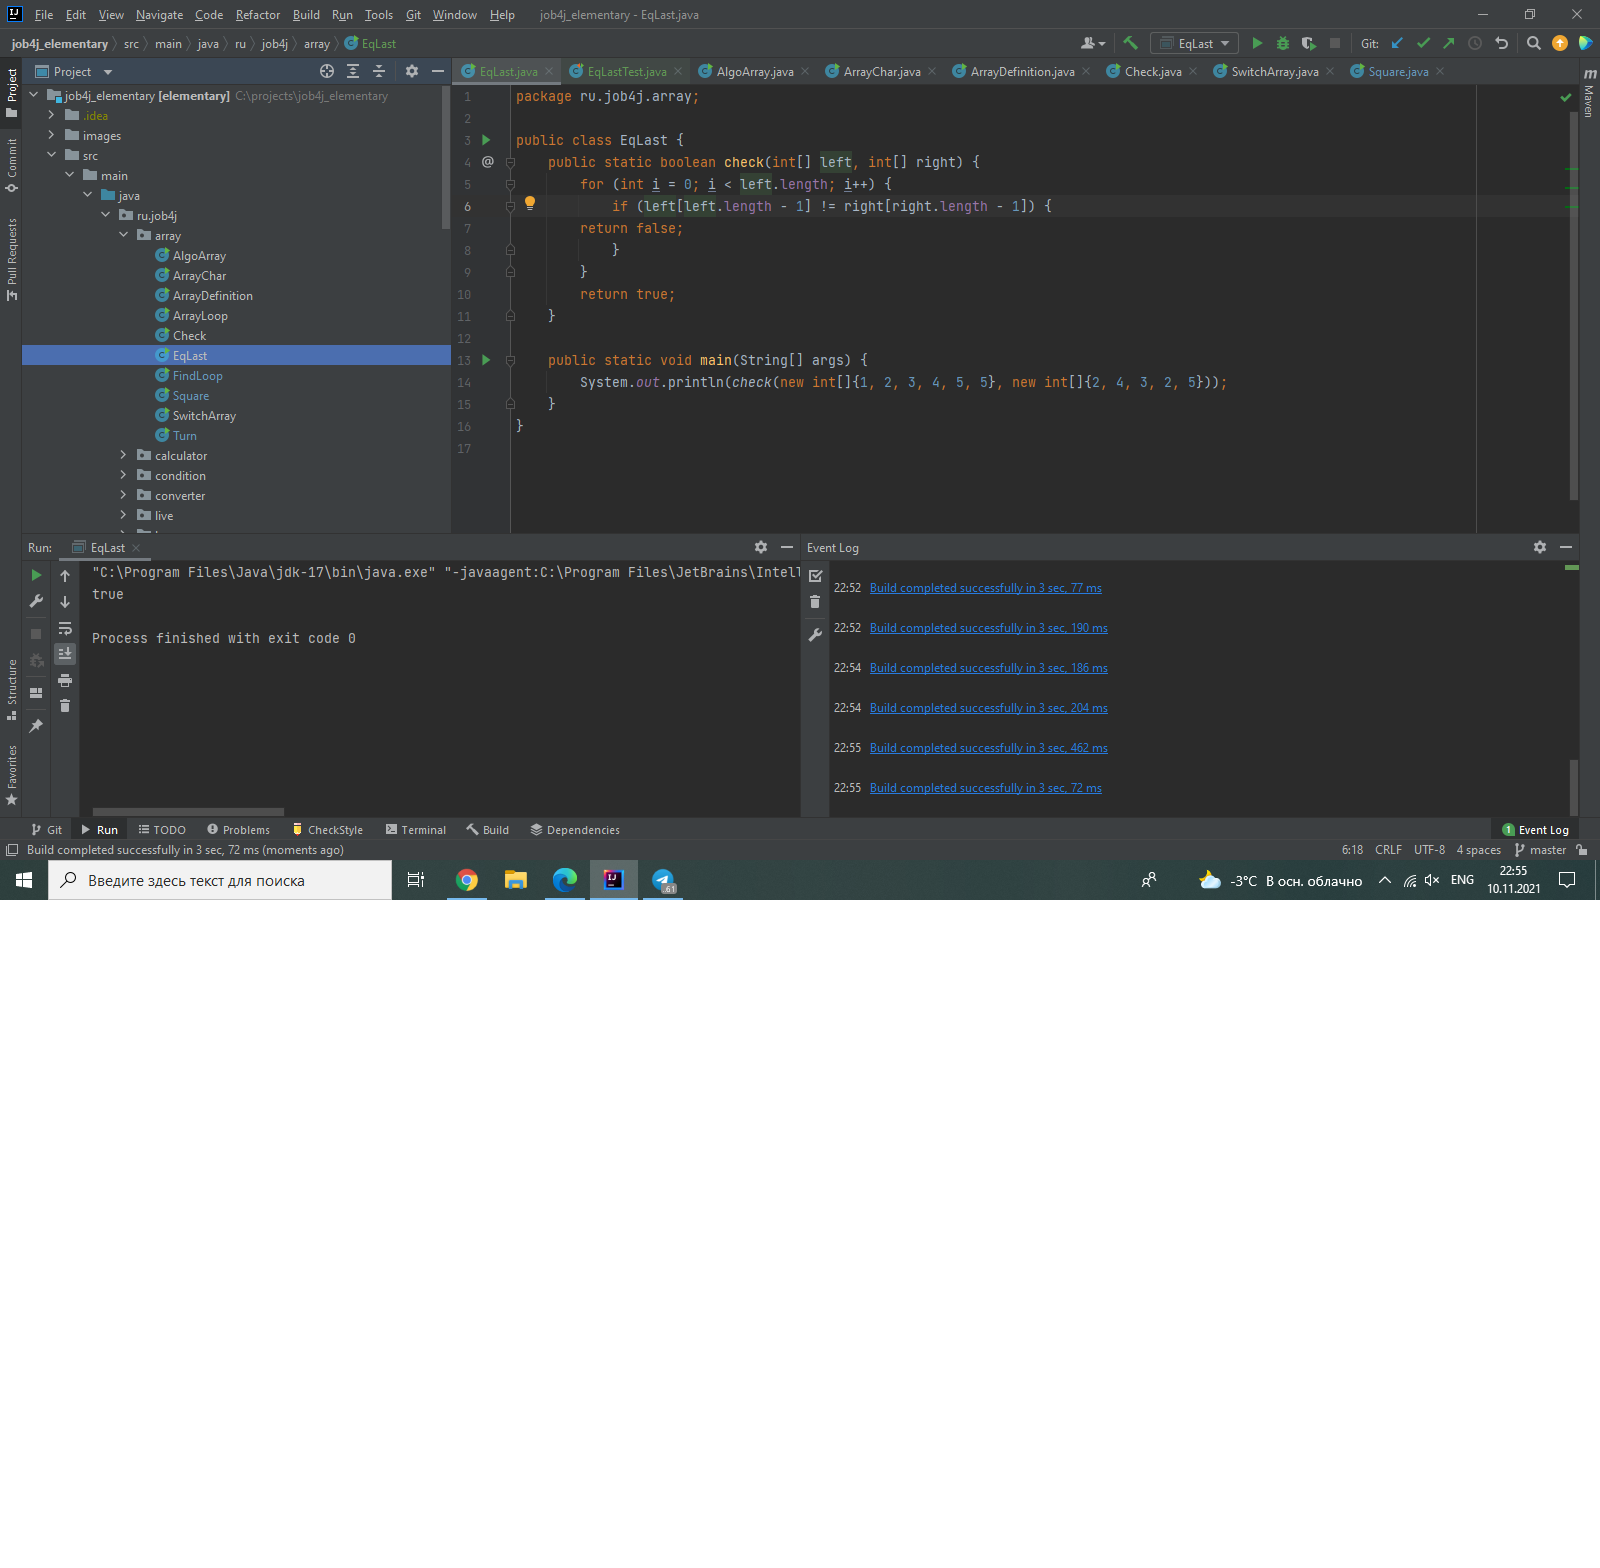 File Edit View Navigate Code Refactor Build Run Tools Git Window Help job4j_elementary - EqLast.java
job4j_elementary src main java ru job4j array EqLast
EqLast
Git:
Project
EqLast.java EqLastTest.java AlgoArray.java ArrayChar.java ArrayDefinition.java Check.java SwitchArray.java Square.java
Project
Commit
Pull Requests
Structure
Favorites
Maven
job4j_elementary [elementary] C:\projects\job4j_elementary
.idea
images
src
main
java
ru.job4j
array
AlgoArray
ArrayChar
ArrayDefinition
ArrayLoop
Check
EqLast
FindLoop
Square
SwitchArray
Turn
calculator
condition
converter
live
1 package ru.job4j.array;
2
3 public class EqLast {
4 @ public static boolean check(int[] left, int[] right) {
5 for (int i = 0; i < left.length; i++) {
6 if (left[left.length - 1] != right[right.length - 1]) {
7 return false;
8 }
9 }
10 return true;
11 }
12
13 public static void main(String[] args) {
14 System.out.println(check(new int[]{1, 2, 3, 4, 5, 5}, new int[]{2, 4, 3, 2, 5}));
15 }
16 }
17
Run: EqLast
"C:\Program Files\Java\jdk-17\bin\java.exe" "-javaagent:C:\Program Files\JetBrains\Intell
true
Process finished with exit code 0
Event Log
22:52 Build completed successfully in 3 sec, 77 ms
22:52 Build completed successfully in 3 sec, 190 ms
22:54 Build completed successfully in 3 sec, 186 ms
22:54 Build completed successfully in 3 sec, 204 ms
22:55 Build completed successfully in 3 sec, 462 ms
22:55 Build completed successfully in 3 sec, 72 ms
Git Run TODO Problems CheckStyle Terminal Build Dependencies
1 Event Log
Build completed successfully in 3 sec, 72 ms (moments ago)
6:18 CRLF UTF-8 4 spaces master
Введите здесь текст для поиска
61
-3°C В осн. облачно
ENG
22:55
10.11.2021